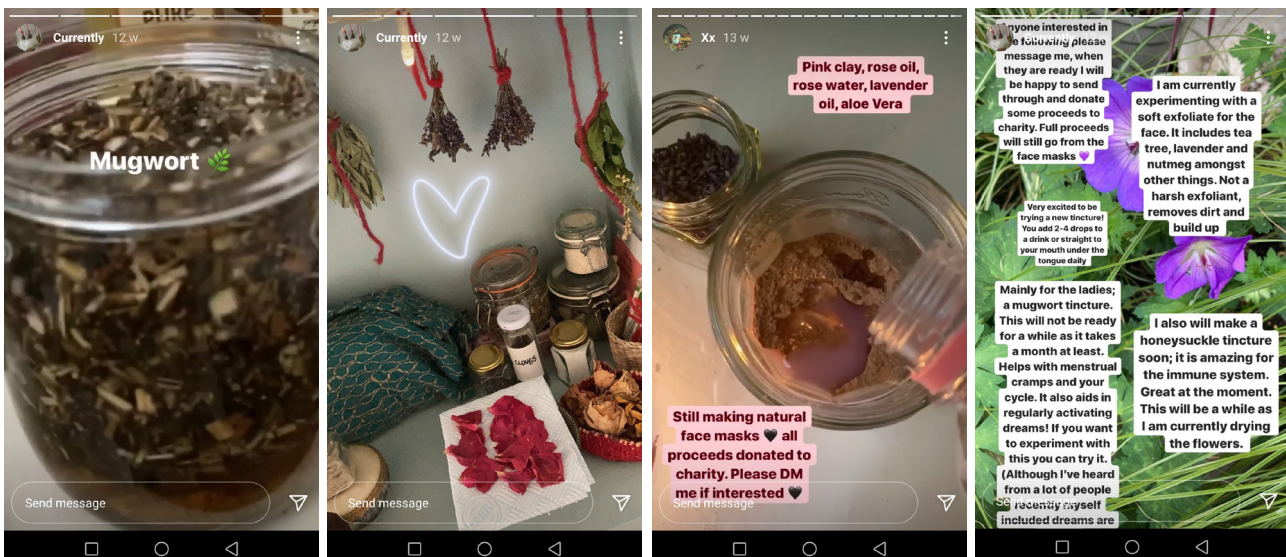 Currently 12 w
Mugwort
Send message
Currently 12 w
CLOVES
Send message
Xx 13 w
Pink clay, rose oil,
rose water, lavender
oil, aloe Vera
Still making natural
face masks 🖤 all
proceeds donated to
charity. Please DM
me if interested 🖤
Send message
nyone interested in
following please
message me, when
they are ready I will
be happy to send
through and donate
some proceeds to
charity. Full proceeds
will still go from the
face masks 💜
I am currently
experimenting with a
soft exfoliate for the
face. It includes tea
tree, lavender and
nutmeg amongst
other things. Not a
harsh exfoliant,
removes dirt and
build up
Very excited to be
trying a new tincture!
You add 2-4 drops to
a drink or straight to
your mouth under the
tongue daily
Mainly for the ladies;
a mugwort tincture.
This will not be ready
for a while as it takes
a month at least.
Helps with menstrual
cramps and your
cycle. It also aids in
regularly activating
dreams! If you want
to experiment with
this you can try it.
(Although I've heard
from a lot of people
recently myself
included dreams are
I also will make a
honeysuckle tincture
soon; it is amazing for
the immune system.
Great at the moment.
This will be a while as
I am currently drying
the flowers.
Send message